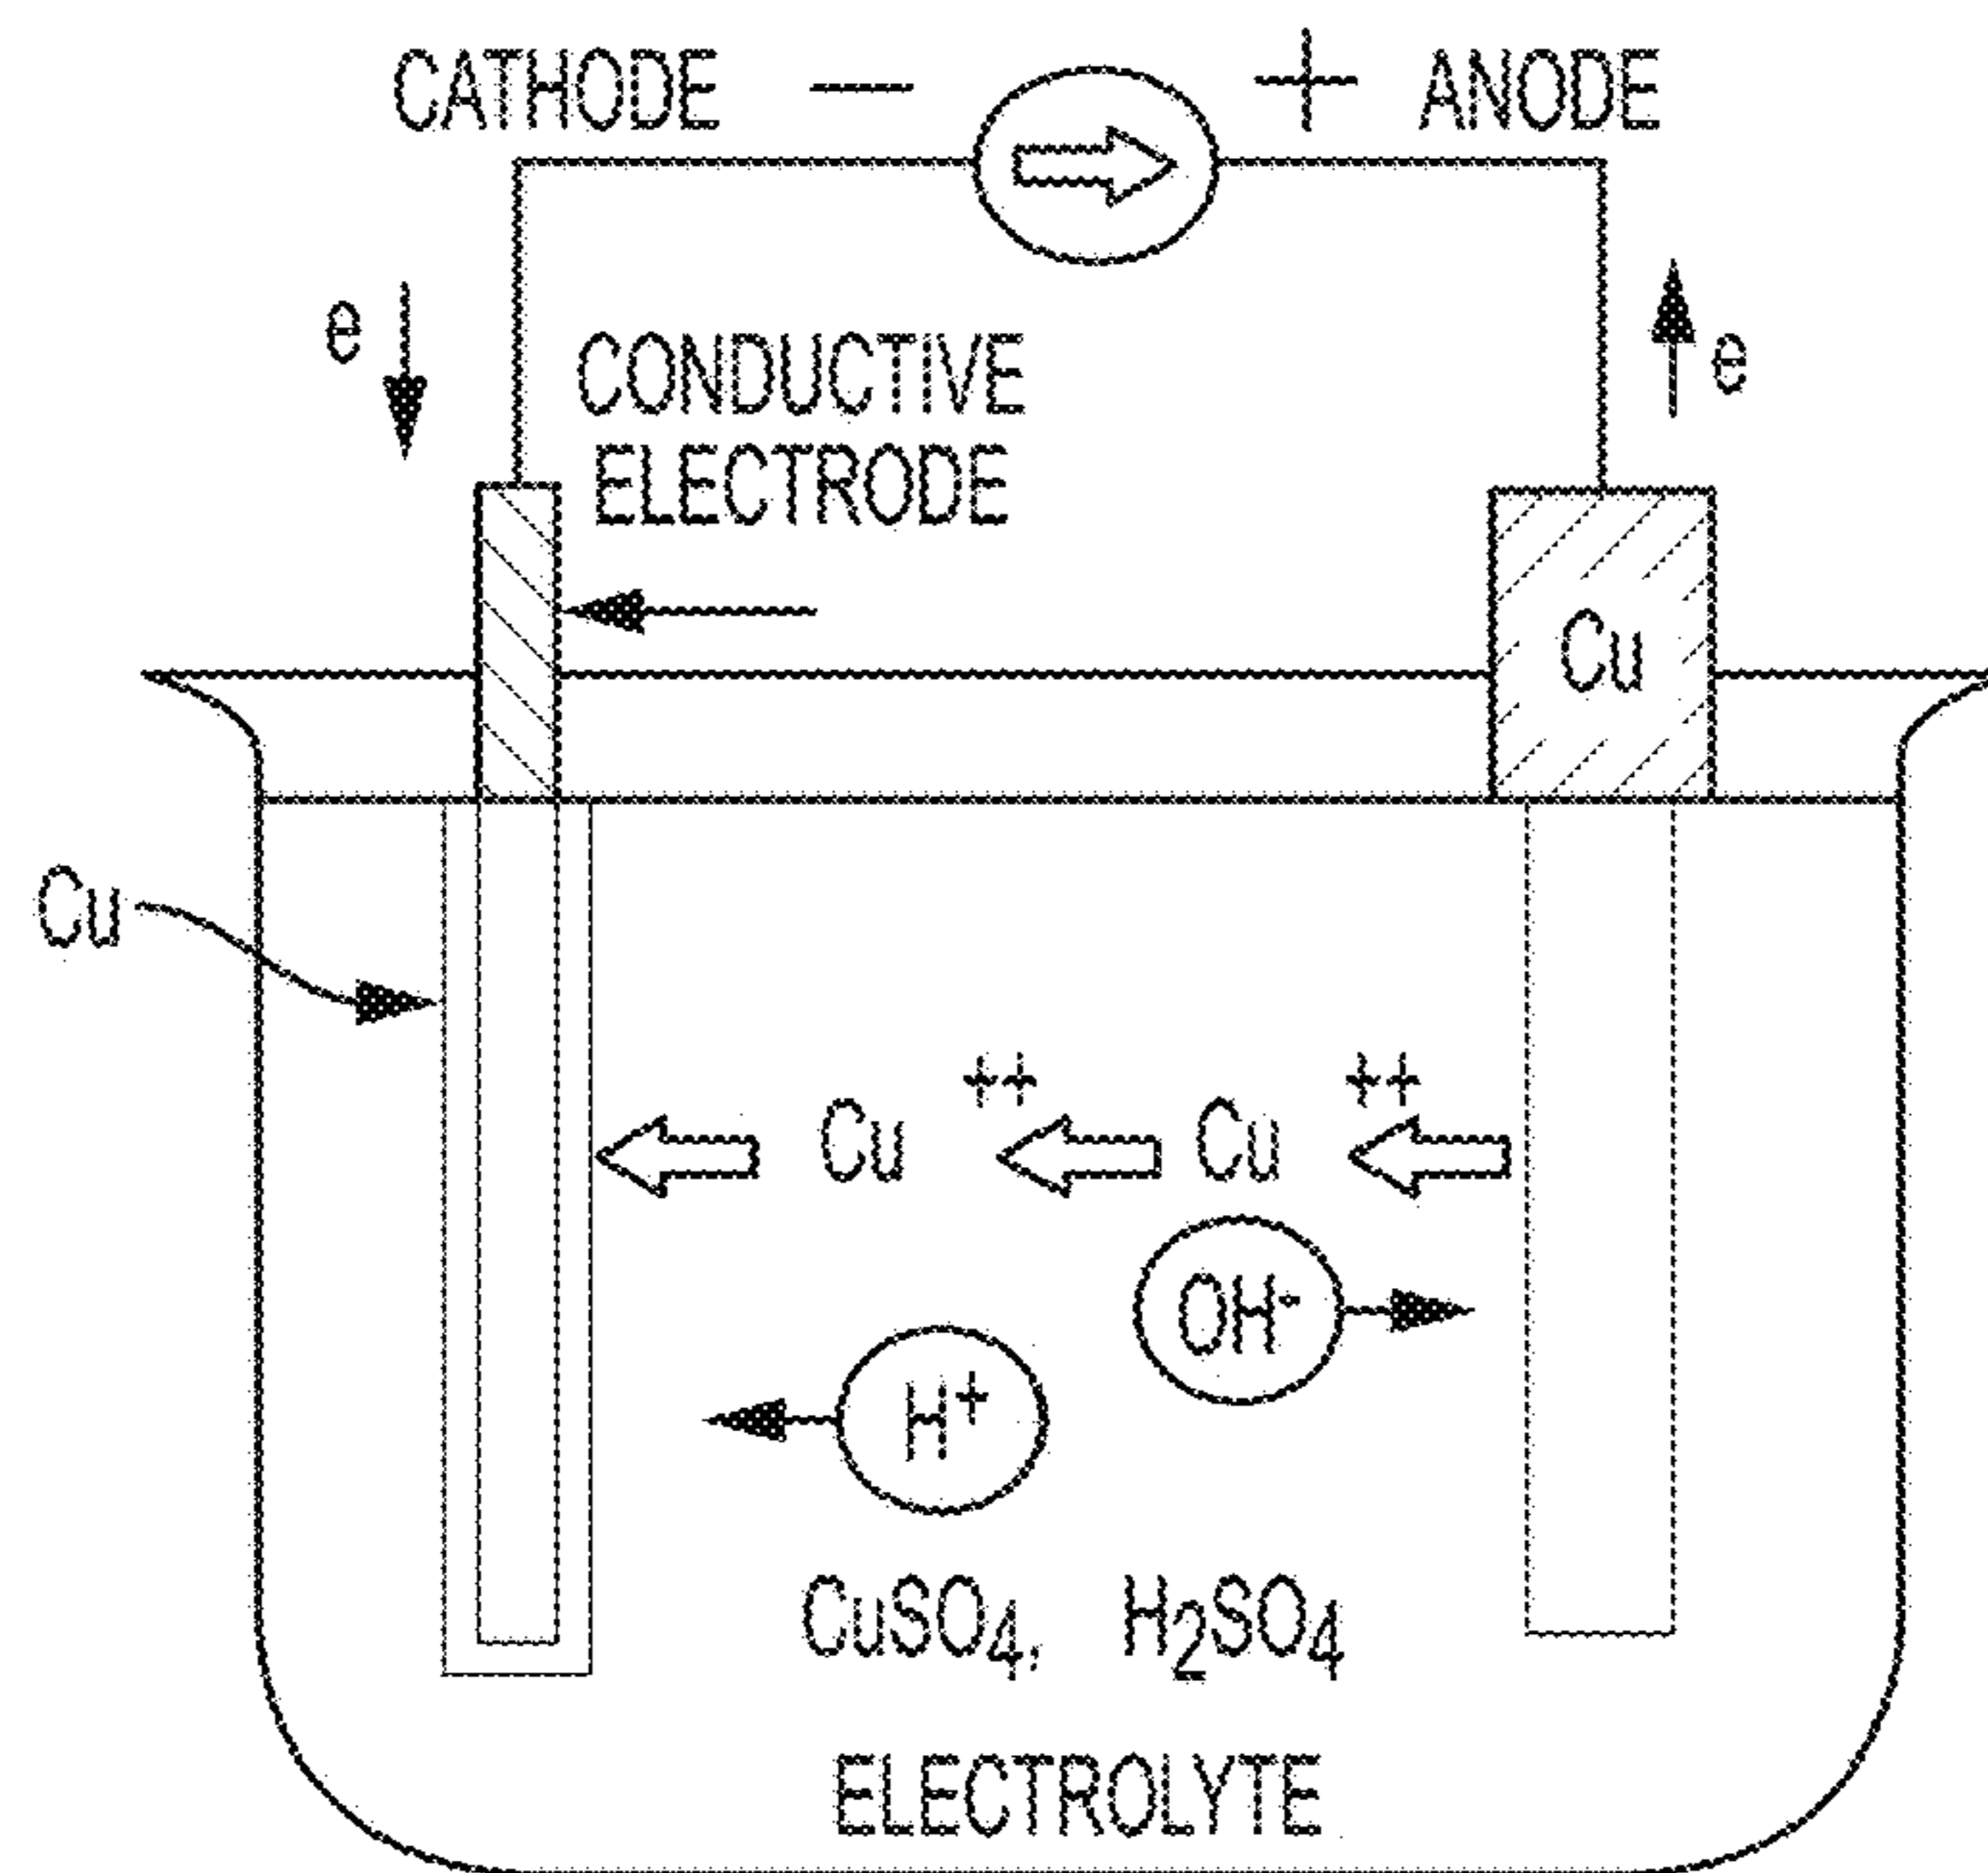 CATHODE − + ANODE
e
CONDUCTIVE
ELECTRODE
e
Cu
Cu
Cu++ Cu++
OH-
H+
CuSO4, H2SO4
ELECTROLYTE